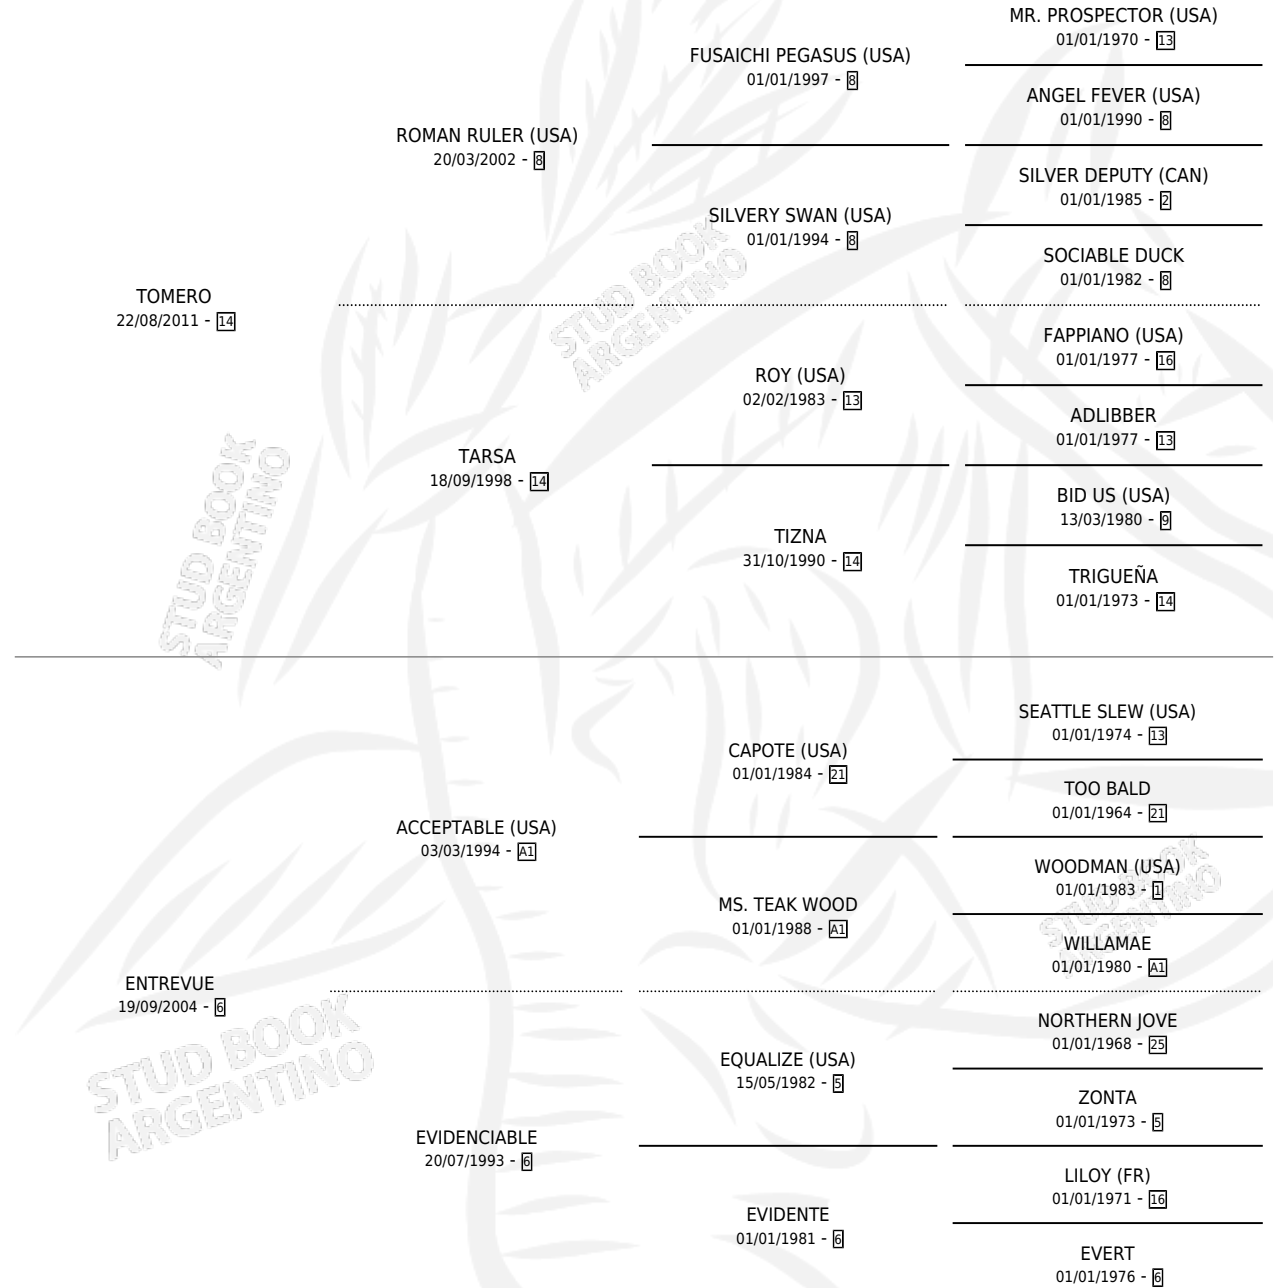 TOMERO
22/08/2011 - 14
ROMAN RULER (USA)
20/03/2002 - 8
TARSA
18/09/1998 - 14
FUSAICHI PEGASUS (USA)
01/01/1997 - 8
SILVERY SWAN (USA)
01/01/1994 - 8
ROY (USA)
02/02/1983 - 13
TIZNA
31/10/1990 - 14
MR. PROSPECTOR (USA)
01/01/1970 - 13
ANGEL FEVER (USA)
01/01/1990 - 8
SILVER DEPUTY (CAN)
01/01/1985 - 2
SOCIABLE DUCK
01/01/1982 - 8
FAPPIANO (USA)
01/01/1977 - 16
ADLIBBER
01/01/1977 - 13
BID US (USA)
13/03/1980 - 9
TRIGUEÑA
01/01/1973 - 14
ENTREVUE
19/09/2004 - 6
ACCEPTABLE (USA)
03/03/1994 - A1
EVIDENCIABLE
20/07/1993 - 6
CAPOTE (USA)
01/01/1984 - 21
MS. TEAK WOOD
01/01/1988 - A1
EQUALIZE (USA)
15/05/1982 - 5
EVIDENTE
01/01/1981 - 6
SEATTLE SLEW (USA)
01/01/1974 - 13
TOO BALD
01/01/1964 - 21
WOODMAN (USA)
01/01/1983 - 1
WILLAMAE
01/01/1980 - A1
NORTHERN JOVE
01/01/1968 - 25
ZONTA
01/01/1973 - 5
LILOY (FR)
01/01/1971 - 16
EVERT
01/01/1976 - 6
STUD BOOK
ARGENTINO
STUD BOOK
ARGENTINO
STUD BOOK
ARGENTINO
STUD BOOK
ARGENTINO